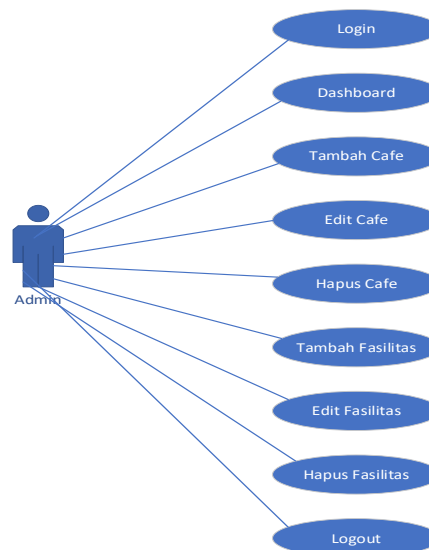 Login
Dashboard
Tambah Cafe
Edit Cafe
Hapus Cafe
Admin
Tambah Fasilitas
Edit Fasilitas
Hapus Fasilitas
Logout